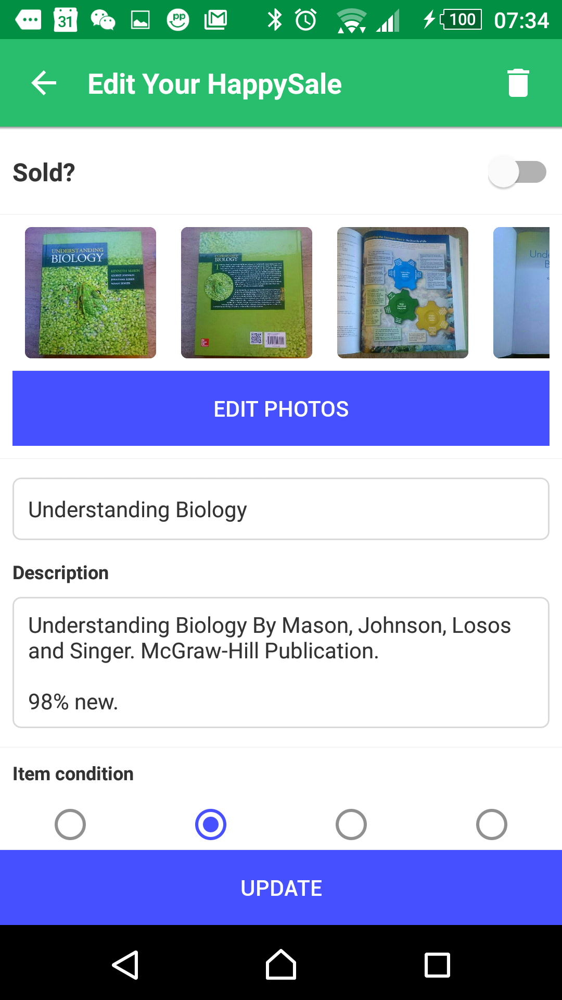 31
pp
100
07:34
Edit Your HappySale
Sold?
UNDERSTANDING
BIOLOGY
KENNETH MASON
GEORGE JOHNSON
JONATHAN LOSOS
SUSAN SINGER
UNDERSTANDING
BIOLOGY
Unde
B
EDIT PHOTOS
Understanding Biology
Description
Understanding Biology By Mason, Johnson, Losos
and Singer. McGraw-Hill Publication.
98% new.
Item condition
UPDATE